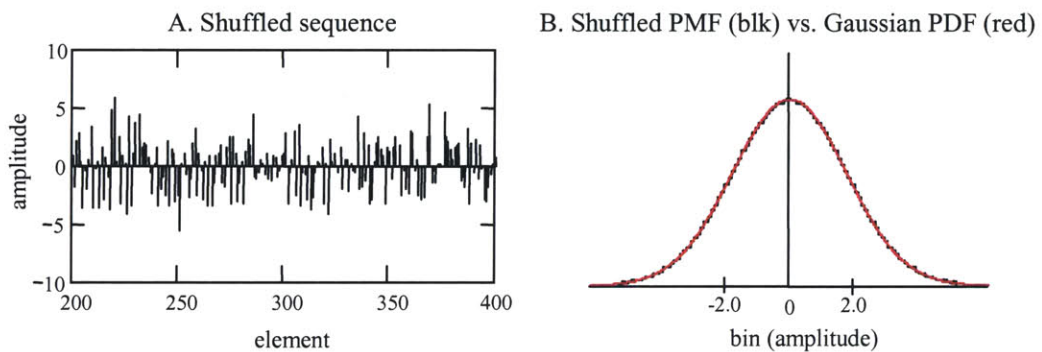 A. Shuffled sequence
10
5
0
−5
−10
amplitude
200
250
300
350
400
element
B. Shuffled PMF (blk) vs. Gaussian PDF (red)
-2.0
0
2.0
bin (amplitude)